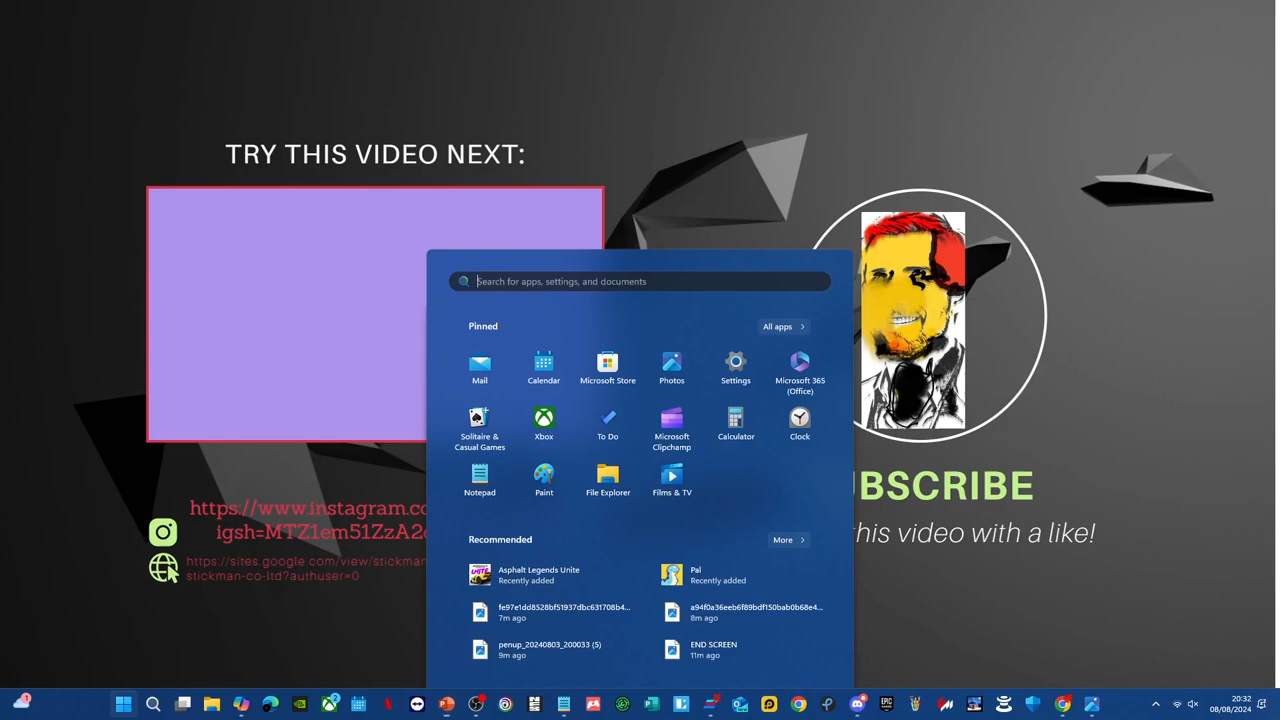 TRY THIS VIDEO NEXT:
Search for apps, settings, and documents
Pinned
All apps
Mail
Calendar
Microsoft Store
Photos
Settings
Microsoft 365
(Office)
Solitaire &
Casual Games
Xbox
To Do
Microsoft
Clipchamp
Calculator
Clock
Notepad
Paint
File Explorer
Films & TV
Recommended
More
Asphalt Legends Unite
Recently added
Pal
Recently added
fe97e1dd8528bf51937dbc631708b4...
7m ago
a94f0a36eeb6f89bdf150bab0b68e4...
8m ago
penup_20240803_200033 (5)
9m ago
END SCREEN
11m ago
https://www.instagram.co
igsh=MTZ1em51ZzA2
https://sites.google.com/view/stickman
stickman-co-ltd?authuser=0
UBSCRIBE
this video with a like!
1
2
20:32
08/08/2024